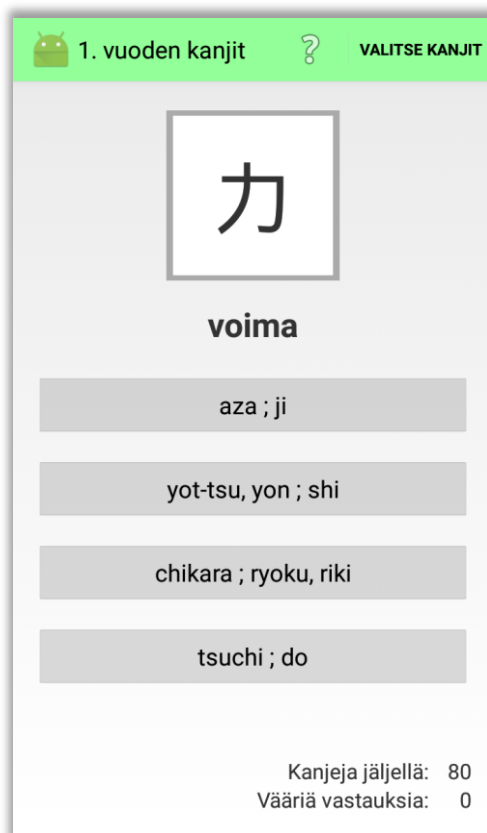 1. vuoden kanjit VALITSE KANJIT
力
voima
aza ; ji
yot-tsu, yon ; shi
chikara ; ryoku, riki
tsuchi ; do
Kanjeja jäljellä: 80
Vääriä vastauksia: 0